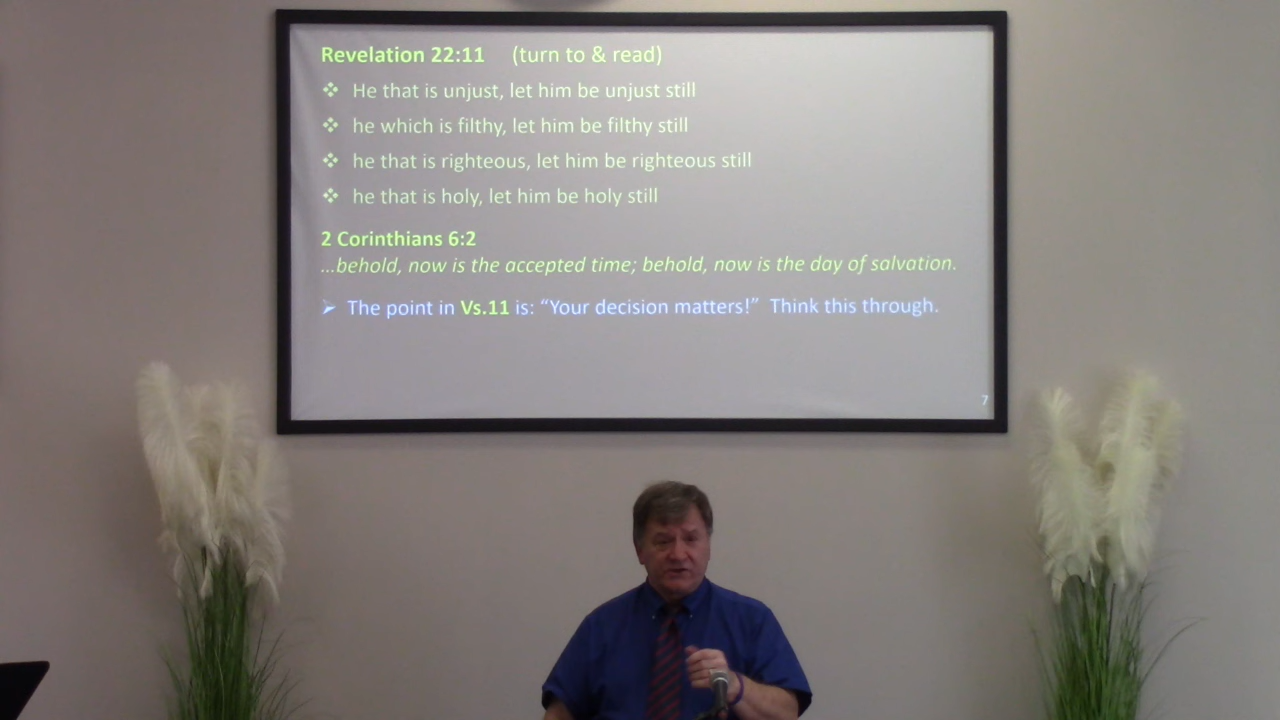 Revelation 22:11 (turn to & read)
❖ He that is unjust, let him be unjust still
❖ he which is filthy, let him be filthy still
❖ he that is righteous, let him be righteous still
❖ he that is holy, let him be holy still
2 Corinthians 6:2
...behold, now is the accepted time; behold, now is the day of salvation.
➢ The point in Vs.11 is: “Your decision matters!” Think this through.
7